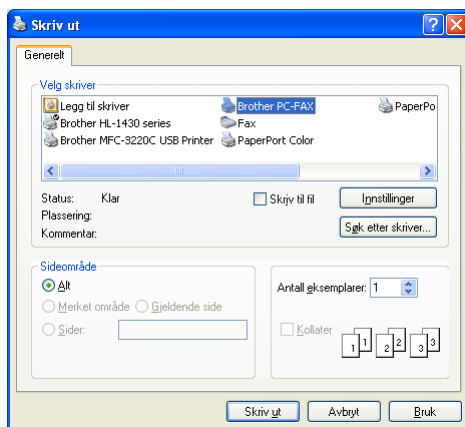 Skriv ut
Generelt
Velg skriver
Legg til skriver
Brother PC-FAX
PaperPo
Brother HL-1430 series
Fax
Brother MFC-3220C USB Printer
PaperPort Color
Status: Klar
Skriv til fil
Innstillinger
Plassering:
Kommentar:
Søk etter skriver...
Sideområde
Alt
Antall eksemplarer: 1
Merket område
Gjeldende side
Sider:
Kollater
1 1 2 2 3 3
Skriv ut
Avbryt
Bruk